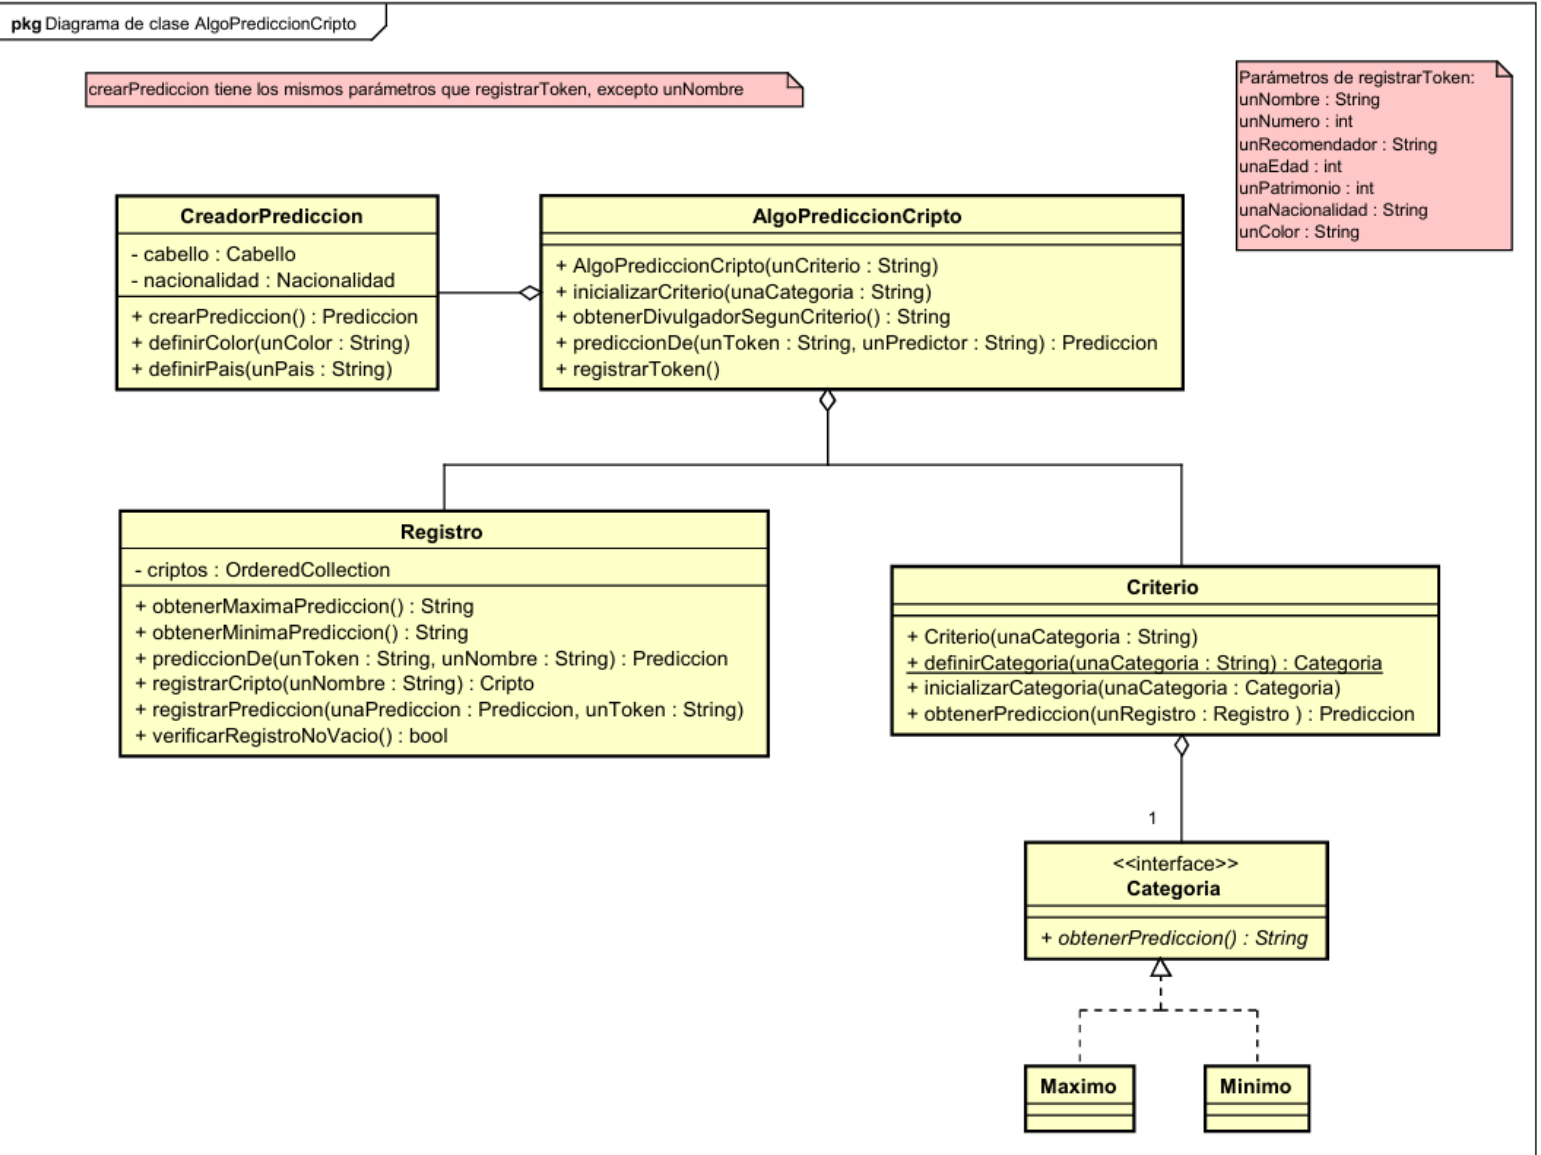 pkg Diagrama de clase AlgoPrediccionCripto
crearPrediccion tiene los mismos parámetros que registrarToken, excepto unNombre
Parámetros de registrarToken:
unNombre : String
unNumero : int
unRecomendador : String
unaEdad : int
unPatrimonio : int
unaNacionalidad : String
unColor : String
CreadorPrediccion
- cabello : Cabello
- nacionalidad : Nacionalidad
+ crearPrediccion() : Prediccion
+ definirColor(unColor : String)
+ definirPais(unPais : String)
AlgoPrediccionCripto
+ AlgoPrediccionCripto(unCriterio : String)
+ inicializarCriterio(unaCategoria : String)
+ obtenerDivulgadorSegunCriterio() : String
+ prediccionDe(unToken : String, unPredictor : String) : Prediccion
+ registrarToken()
Registro
- criptos : OrderedCollection
+ obtenerMaximaPrediccion() : String
+ obtenerMinimaPrediccion() : String
+ prediccionDe(unToken : String, unNombre : String) : Prediccion
+ registrarCripto(unNombre : String) : Cripto
+ registrarPrediccion(unaPrediccion : Prediccion, unToken : String)
+ verificarRegistroNoVacio() : bool
Criterio
+ Criterio(unaCategoria : String)
+ definirCategoria(unaCategoria : String) : Categoria
+ inicializarCategoria(unaCategoria : Categoria)
+ obtenerPrediccion(unRegistro : Registro ) : Prediccion
1
<<interface>>
Categoria
+ obtenerPrediccion() : String
Maximo
Minimo